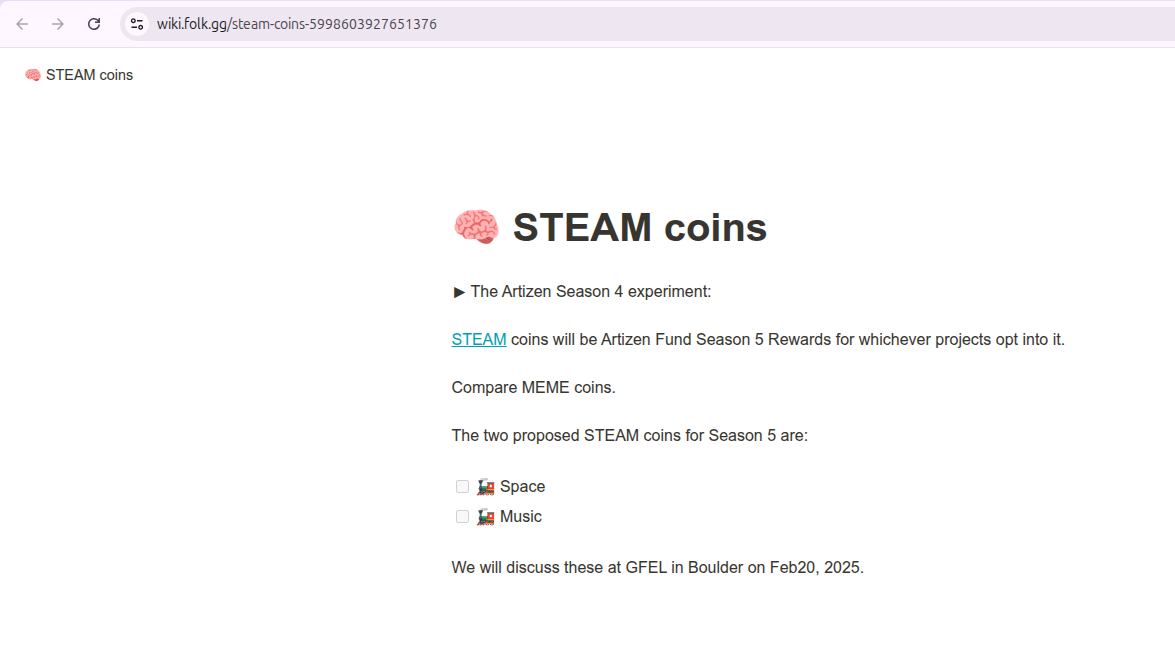 wiki.folk.gg/steam-coins-5998603927651376
🧠 STEAM coins
🧠 STEAM coins
▶ The Artizen Season 4 experiment:
STEAM coins will be Artizen Fund Season 5 Rewards for whichever projects opt into it.
Compare MEME coins.
The two proposed STEAM coins for Season 5 are:
🚂 Space
🚂 Music
We will discuss these at GFEL in Boulder on Feb20, 2025.